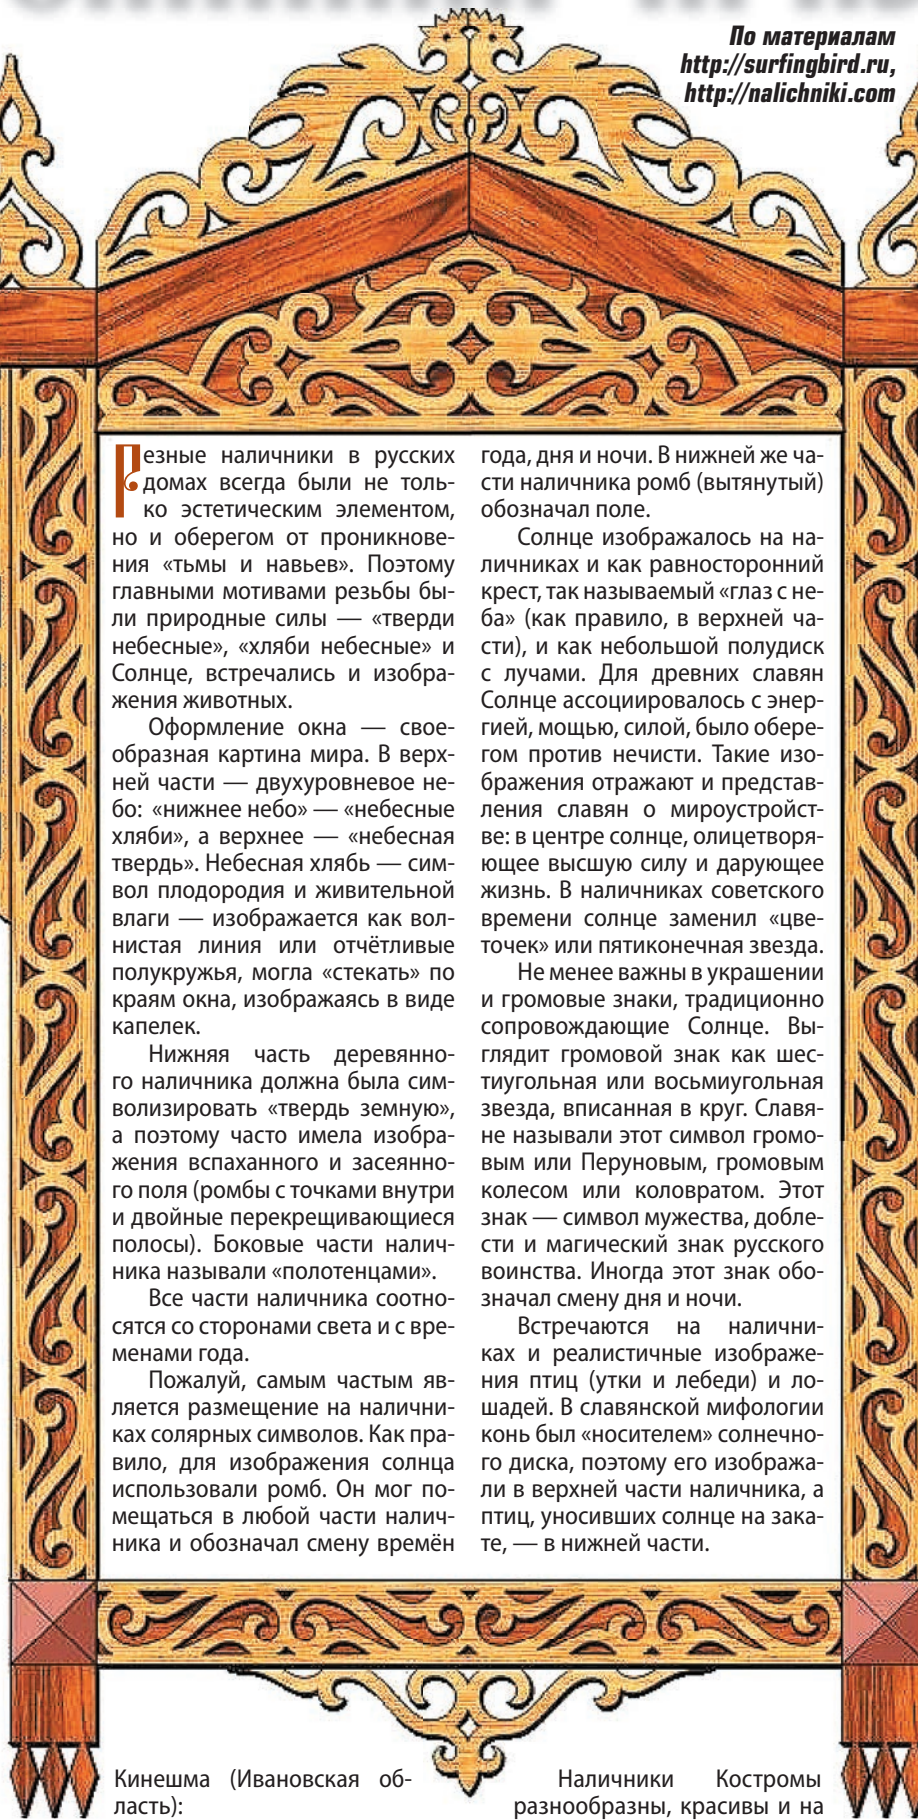 По материалам
http://surfingbird.ru,
http://nalichniki.com
Резные наличники в русских
домах всегда были не толь-
ко эстетическим элементом,
но и оберегом от проникнове-
ния «тьмы и навьев». Поэтому
главными мотивами резьбы бы-
ли природные силы — «тверди
небесные», «хляби небесные» и
Солнце, встречались и изобра-
жения животных.
Оформление окна — свое-
образная картина мира. В верх-
ней части — двухуровневое не-
бо: «нижнее небо» — «небесные
хляби», а верхнее — «небесная
твердь». Небесная хлябь — сим-
вол плодородия и живительной
влаги — изображается как вол-
нистая линия или отчётливые
полукружья, могла «стекать» по
краям окна, изображаясь в виде
капелек.
Нижняя часть деревянно-
го наличника должна была сим-
волизировать «твердь земную»,
а поэтому часто имела изобра-
жения вспаханного и засеянно-
го поля (ромбы с точками внутри
и двойные перекрещивающиеся
полосы). Боковые части налич-
ника называли «полотенцами».
Все части наличника соотно-
сятся со сторонами света и с вре-
менами года.
Пожалуй, самым частым яв-
ляется размещение на налични-
ках солярных символов. Как пра-
вило, для изображения солнца
использовали ромб. Он мог по-
мещаться в любой части налич-
ника и обозначал смену времён
года, дня и ночи. В нижней же ча-
сти наличника ромб (вытянутый)
обозначал поле.
Солнце изображалось на на-
личниках и как равносторонний
крест, так называемый «глаз с не-
ба» (как правило, в верхней ча-
сти), и как небольшой полудиск
с лучами. Для древних славян
Солнце ассоциировалось с энер-
гией, мощью, силой, было обере-
гом против нечисти. Такие изо-
бражения отражают и представ-
ления славян о мироустройст-
ве: в центре солнце, олицетворя-
ющее высшую силу и дарующее
жизнь. В наличниках советского
времени солнце заменил «цве-
точек» или пятиконечная звезда.
Не менее важны в украшении
и громовые знаки, традиционно
сопровождающие Солнце. Вы-
глядит громовой знак как шес-
тиугольная или восьмиугольная
звезда, вписанная в круг. Славя-
не называли этот символ громо-
вым или Перуновым, громовым
колесом или коловратом. Этот
знак — символ мужества, добле-
сти и магический знак русского
воинства. Иногда этот знак обо-
значал смену дня и ночи.
Встречаются на налични-
ках и реалистичные изображе-
ния птиц (утки и лебеди) и ло-
шадей. В славянской мифологии
конь был «носителем» солнечно-
го диска, поэтому его изобража-
ли в верхней части наличника, а
птиц, уносивших солнце на зака-
те, — в нижней части.
Кинешма (Ивановская об-
ласть):
Наличники Костромы
разнообразны, красивы и на